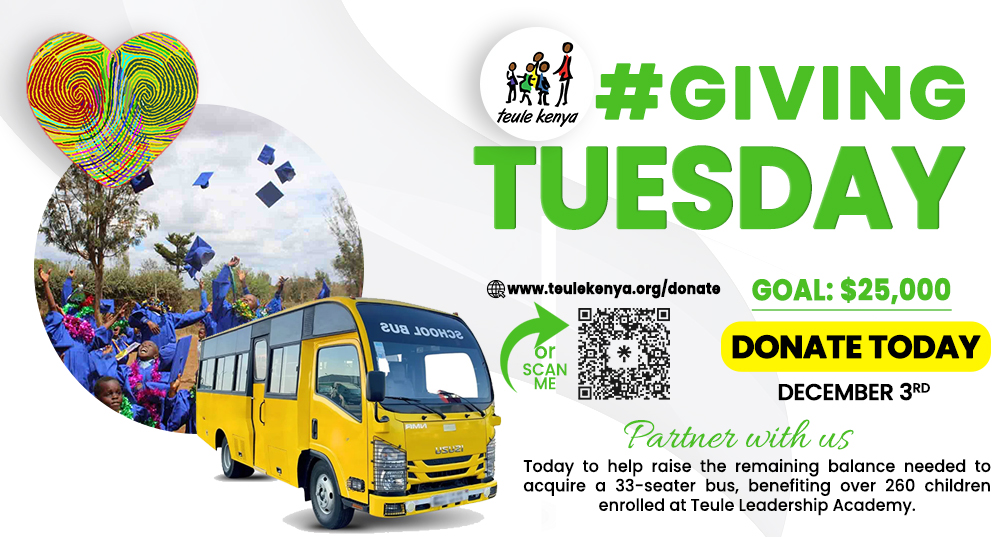 teule kenya
#GIVING
TUESDAY
www.teulekenya.org/donate
GOAL: $25,000
or
SCAN
ME
DONATE TODAY
DECEMBER 3RD
SCHOOL BUS
ISUZU
Partner with us
Today to help raise the remaining balance needed to
acquire a 33-seater bus, benefiting over 260 children
enrolled at Teule Leadership Academy.